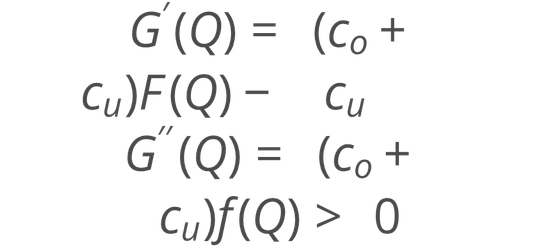 G′(Q) = (cₒ +
cᵤ)F(Q) − cᵤ
G′′(Q) = (cₒ +
cᵤ)f(Q) > 0